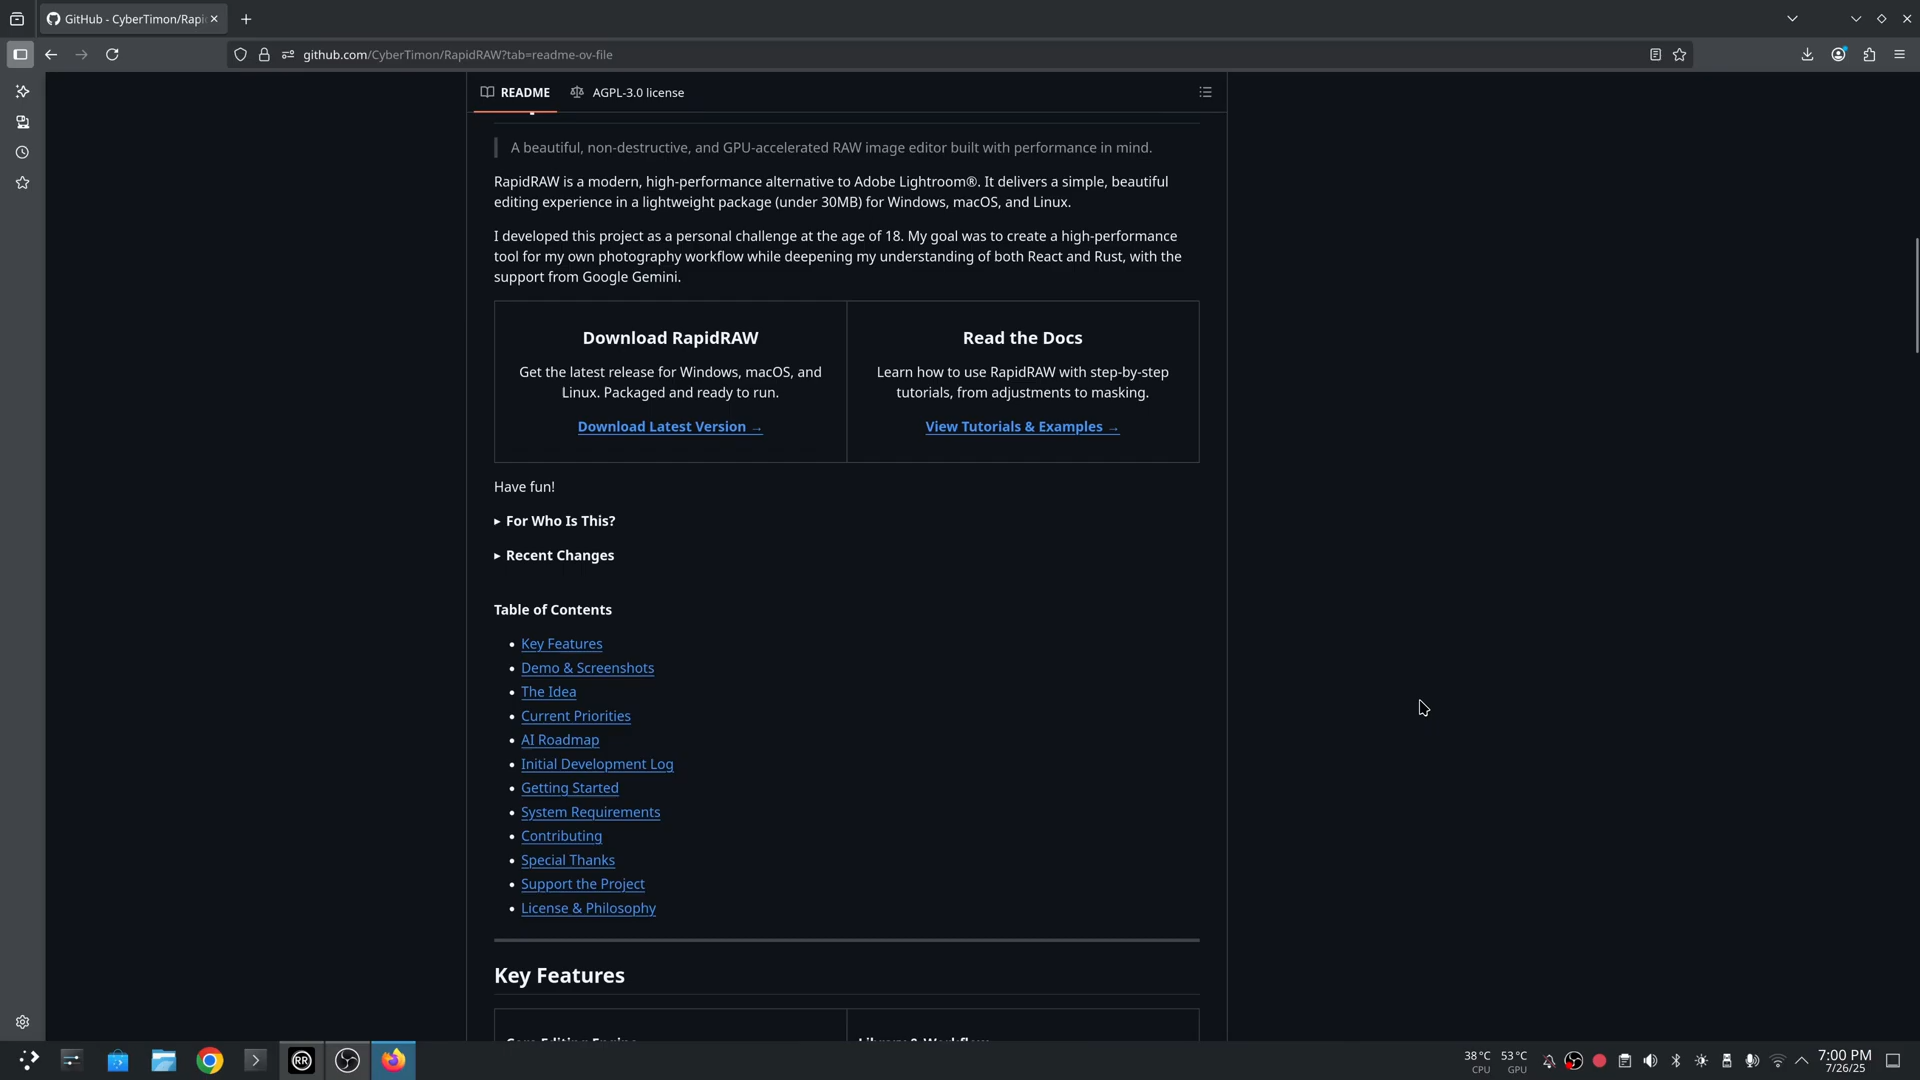 GitHub - CyberTimon/Rapi
github.com/CyberTimon/RapidRAW?tab=readme-ov-file
README
AGPL-3.0 license
A beautiful, non-destructive, and GPU-accelerated RAW image editor built with performance in mind.
RapidRAW is a modern, high-performance alternative to Adobe Lightroom®. It delivers a simple, beautiful
editing experience in a lightweight package (under 30MB) for Windows, macOS, and Linux.
I developed this project as a personal challenge at the age of 18. My goal was to create a high-performance
tool for my own photography workflow while deepening my understanding of both React and Rust, with the
support from Google Gemini.
Download RapidRAW
Get the latest release for Windows, macOS, and
Linux. Packaged and ready to run.
Download Latest Version →
Read the Docs
Learn how to use RapidRAW with step-by-step
tutorials, from adjustments to masking.
View Tutorials & Examples →
Have fun!
▸ For Who Is This?
▸ Recent Changes
Table of Contents
• Key Features
• Demo & Screenshots
• The Idea
• Current Priorities
• AI Roadmap
• Initial Development Log
• Getting Started
• System Requirements
• Contributing
• Special Thanks
• Support the Project
• License & Philosophy
Key Features
Core Editing Engine
Library & Workflow
RR
38°C
CPU
53°C
GPU
7:00 PM
7/26/25